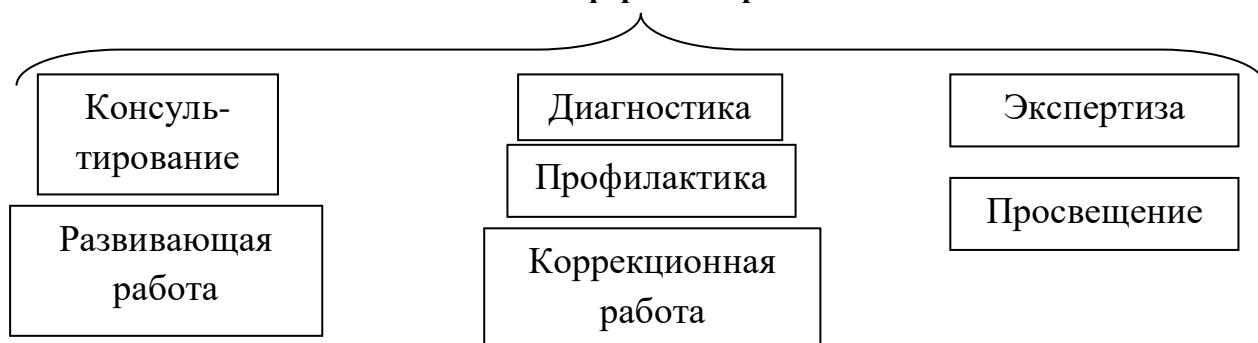 Консуль-
тирование
Развивающая
работа
Диагностика
Профилактика
Коррекционная
работа
Экспертиза
Просвещение